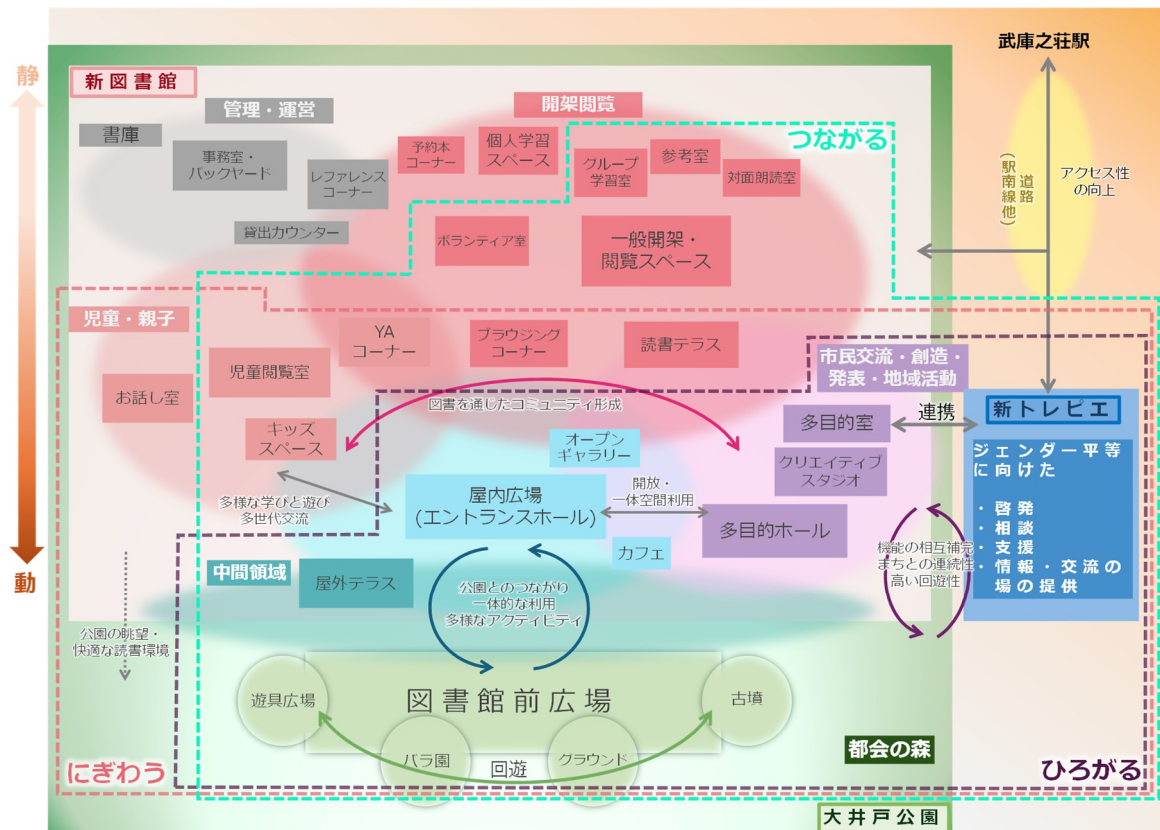 武庫之荘駅
静
新図書館
管理・運営
開架閲覧
書庫
事務室・
バックヤード
レファレンス
コーナー
貸出カウンター
予約本
コーナー
個人学習
スペース
つながる
グループ
学習室
参考室
対面朗読室
道路
(駅南線他)
アクセス性
の向上
ボランティア室
一般開架・
閲覧スペース
児童・親子
YA
コーナー
ブラウジング
コーナー
読書テラス
児童閲覧室
お話し室
市民交流・創造・
発表・地域活動
図書を通じたコミュニティ形成
キッズ
スペース
オープン
ギャラリー
多目的室
連携
新トレピエ
クリエイティブ
スタジオ
ジェンダー平等
に向けた
・啓発
・相談
・支援
・情報・交流の
場の提供
多様な学びと遊び
多世代交流
屋内広場
(エントランスホール)
開放・
一体空間利用
多目的ホール
カフェ
機能の相互補完
まちとの連続性
高い回遊性
動
中間領域
屋外テラス
公園とのつながり
一体的な利用
多様なアクティビティ
公園の眺望・
快適な読書環境
遊具広場
図書館前広場
古墳
バラ園
回遊
グラウンド
都会の森
にぎわう
ひろがる
大井戸公園